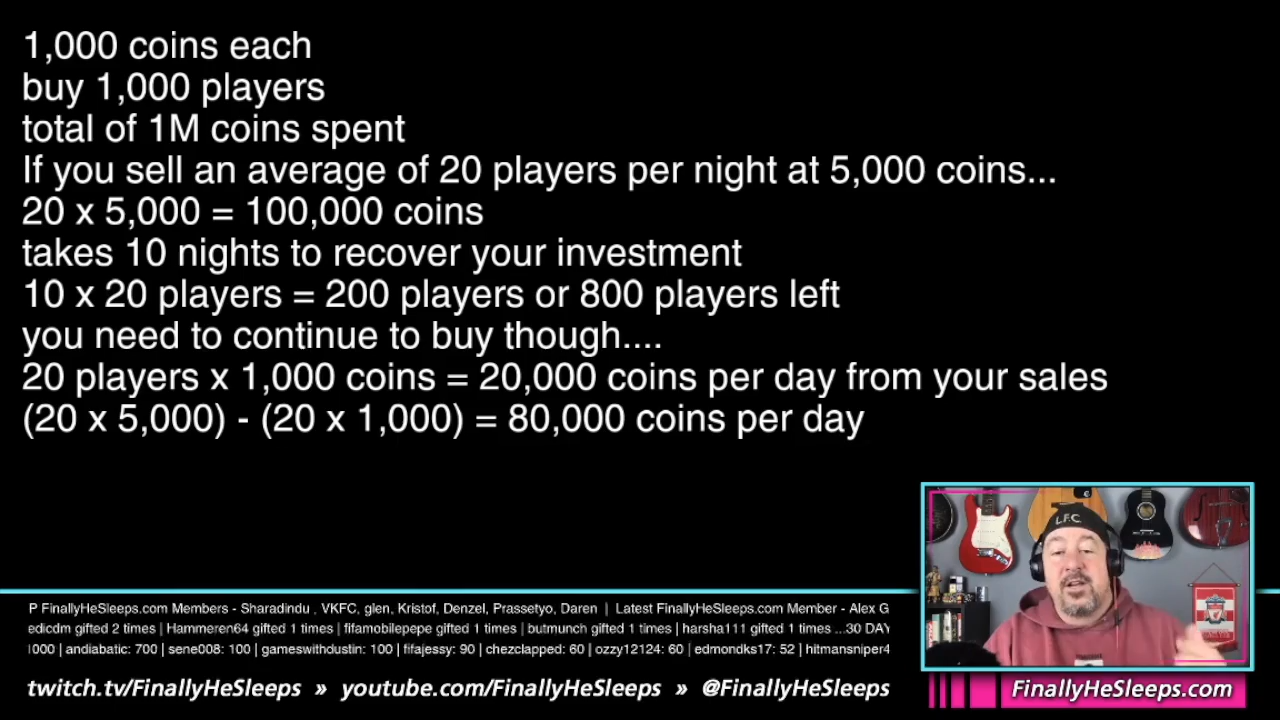 1,000 coins each
buy 1,000 players
total of 1M coins spent
If you sell an average of 20 players per night at 5,000 coins...
20 x 5,000 = 100,000 coins
takes 10 nights to recover your investment
10 x 20 players = 200 players or 800 players left
you need to continue to buy though....
20 players x 1,000 coins = 20,000 coins per day from your sales
(20 x 5,000) - (20 x 1,000) = 80,000 coins per day
L.F.C.
P FinallyHeSleeps.com Members - Sharadindu , VKFC, glen, Kristof, Denzel, Prassetyo, Daren | Latest FinallyHeSleeps.com Member - Alex G
edicdm gifted 2 times | Hammeren64 gifted 1 times | fifamobilepepe gifted 1 times | butmunch gifted 1 times | harsha111 gifted 1 times ...30 DAY
000 | andiabatic: 700 | sene008: 100 | gameswithdustin: 100 | fifajessy: 90 | chezclapped: 60 | ozzy12124: 60 | edmondks17: 52 | hitmansniper4
twitch.tv/FinallyHeSleeps » youtube.com/FinallyHeSleeps » @FinallyHeSleeps
FinallyHeSleeps.com